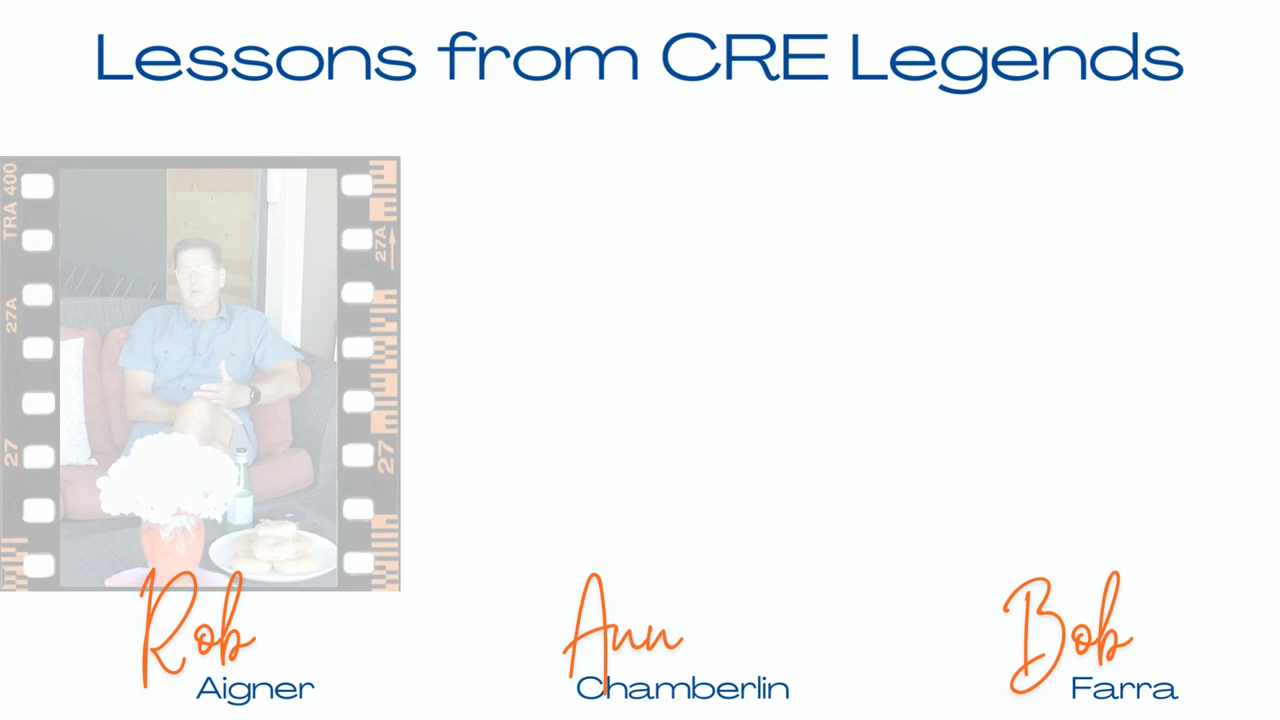 Lessons from CRE Legends
TRA 400
27A
27A
27
27
Rob
Aigner
Ann
Chamberlin
Bob
Farra